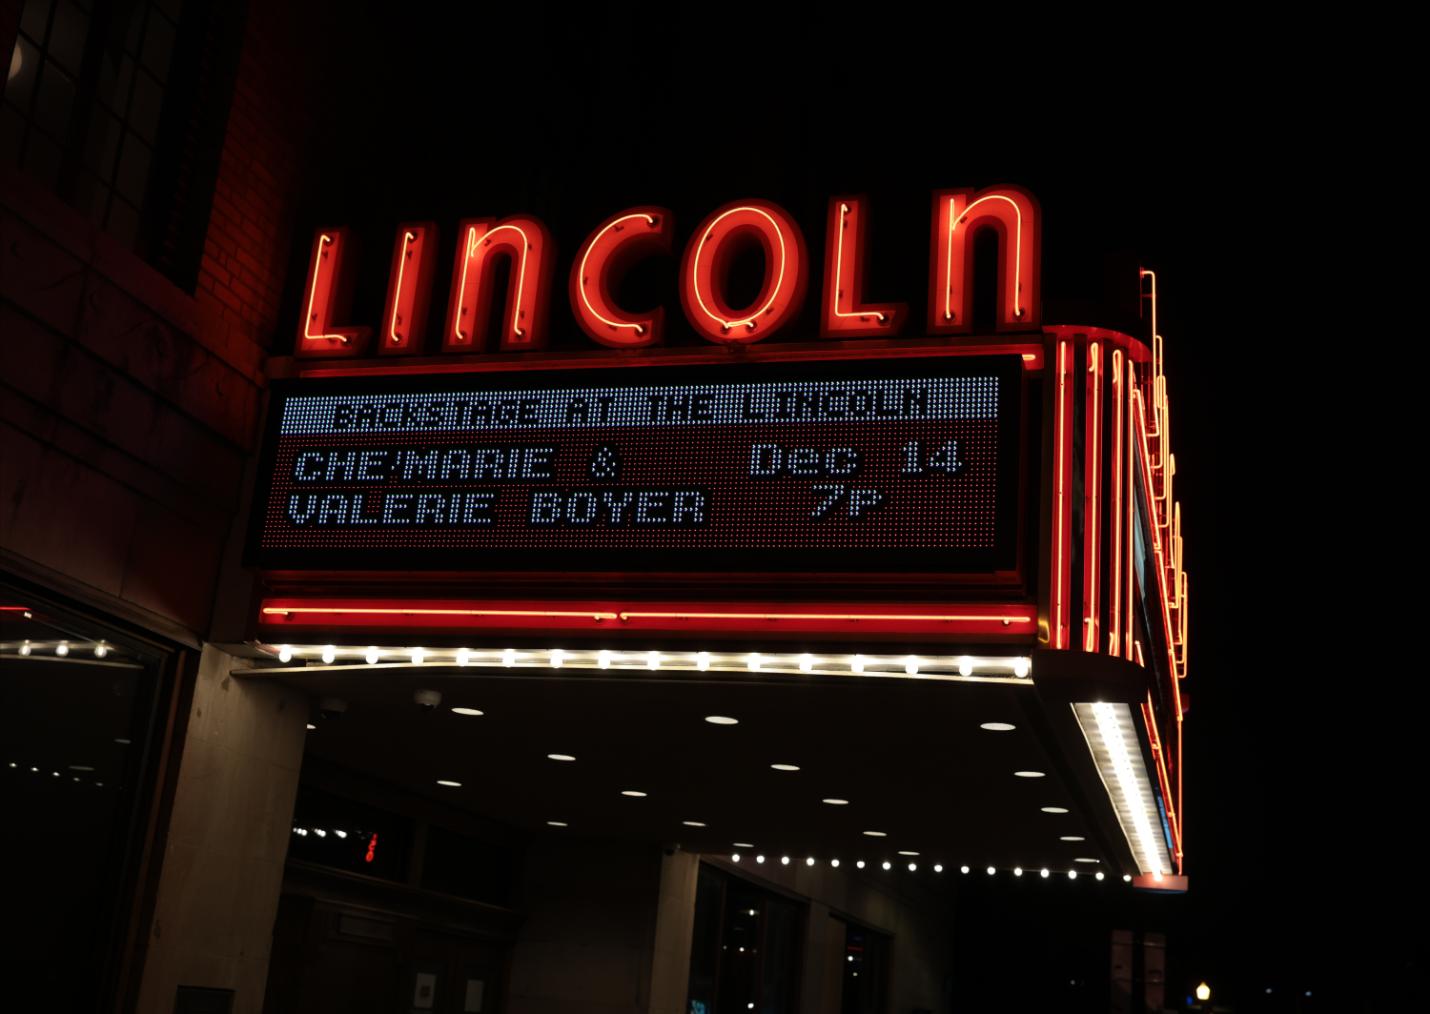 LINCOLN
BACKSTAGE AT THE LINCOLN
CHE'MARIE & Dec 14
VALERIE BOYER 7P